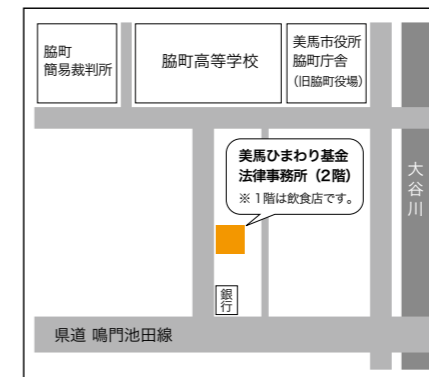 脇町
簡易裁判所
脇町高等学校
美馬市役所
脇町庁舎
（旧脇町役場）
美馬ひまわり基金
法律事務所（2階）
※ 1階は飲食店です。
大谷川
銀行
県道 鳴門池田線